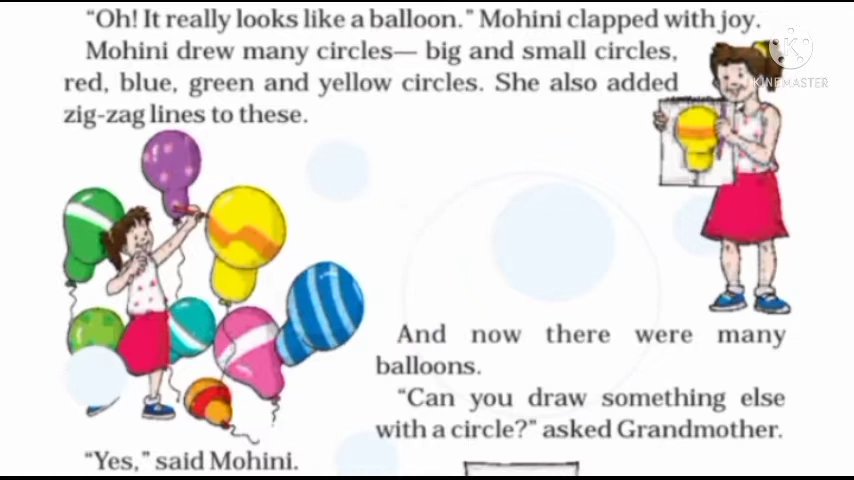 "Oh! It really looks like a balloon." Mohini clapped with joy.
Mohini drew many circles— big and small circles,
red, blue, green and yellow circles. She also added
zig-zag lines to these.
KINEMASTER
And now there were many
balloons.
"Can you draw something else
with a circle?" asked Grandmother.
"Yes," said Mohini.